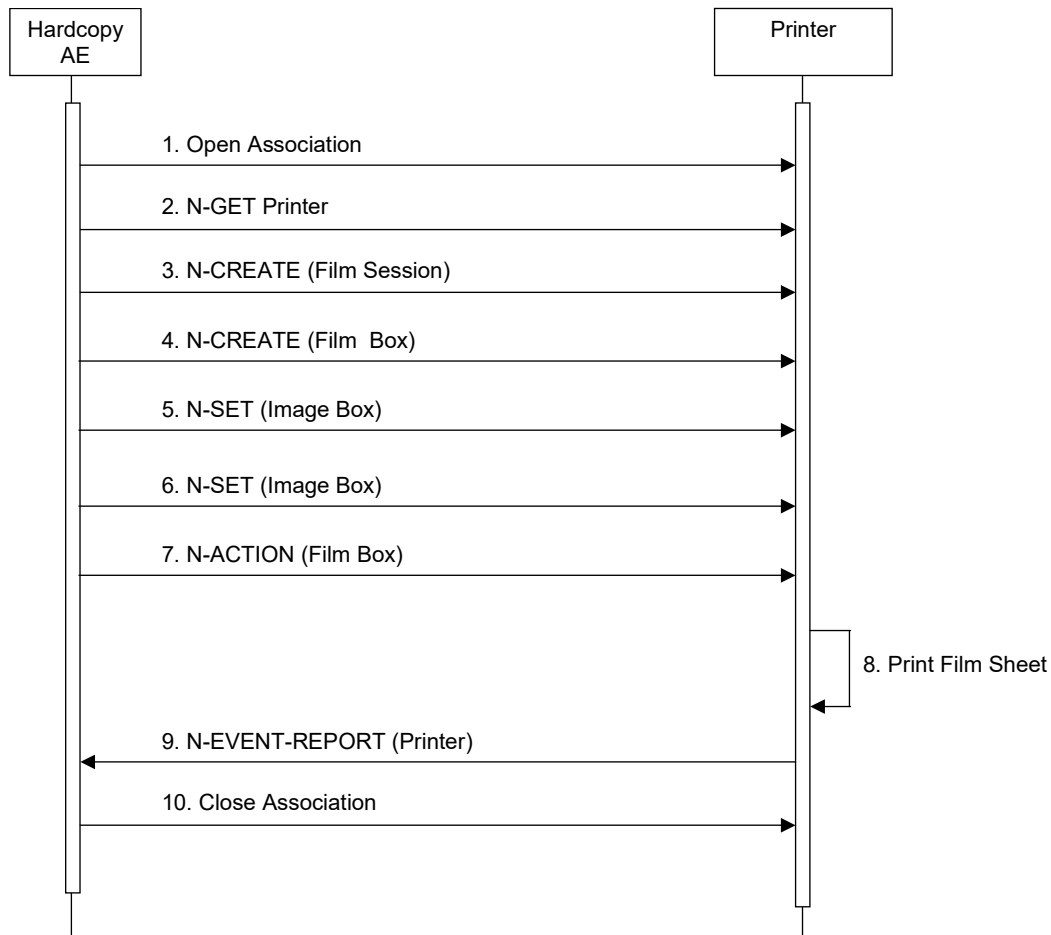 Hardcopy
AE
Printer
1. Open Association
2. N-GET Printer
3. N-CREATE (Film Session)
4. N-CREATE (Film  Box)
5. N-SET (Image Box)
6. N-SET (Image Box)
7. N-ACTION (Film Box)
8. Print Film Sheet
9. N-EVENT-REPORT (Printer)
10. Close Association